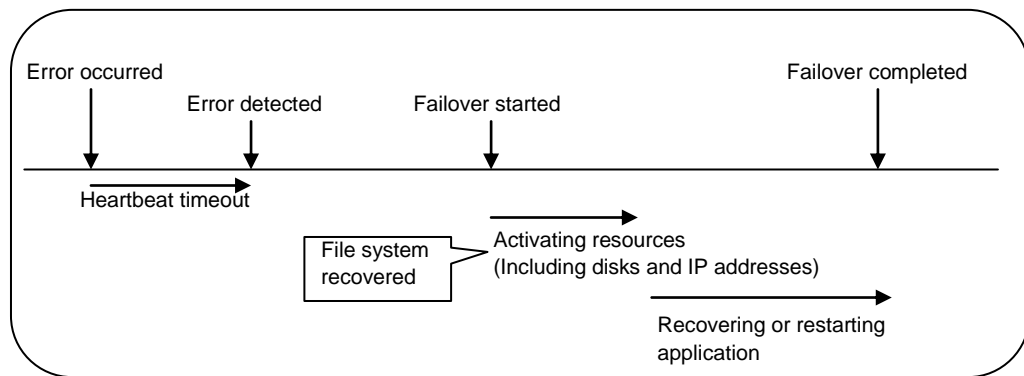 Error occurred
Failover completed
Error detected
Failover started
Heartbeat timeout
File system
recovered
Activating resources
(Including disks and IP addresses)
Recovering or restarting
application